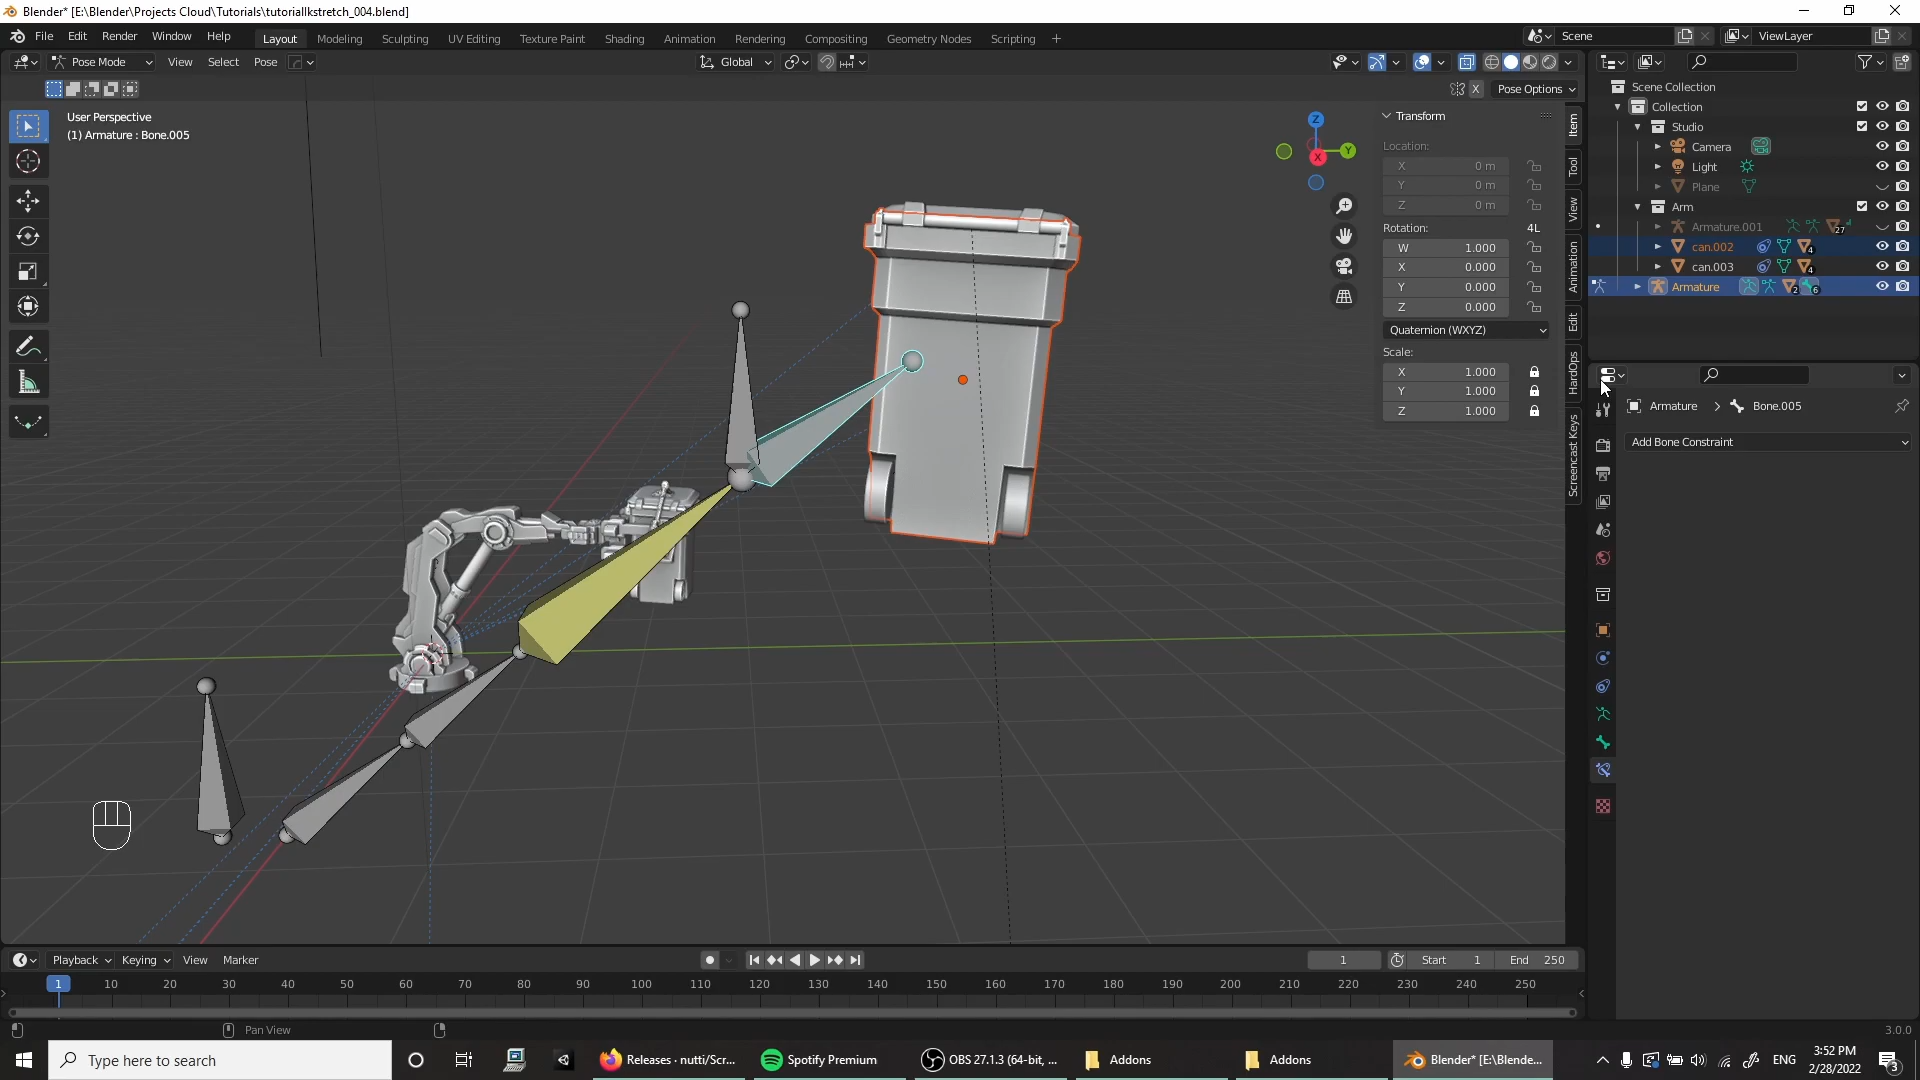 Blender* [E:\Blender\Projects Cloud\Tutorials\tutoriallkstretch_004.blend]
File Edit Render Window Help Layout Modeling Sculpting UV Editing Texture Paint Shading Animation Rendering Compositing Geometry Nodes Scripting + Scene ViewLayer
Pose Mode View Select Pose Global
X Pose Options
User Perspective
(1) Armature : Bone.005
Transform
Location:
X 0 m
Y 0 m
Z 0 m
Rotation: 4L
W 1.000
X 0.000
Y 0.000
Z 0.000
Quaternion (WXYZ)
Scale:
X 1.000
Y 1.000
Z 1.000
Z
Y
X
Item
Tool
View
Animation
Edit
HardOps
Screencast Keys
Scene Collection
Collection
Studio
Camera
Light
Plane
Arm
Armature.001 27
can.002 4
can.003 4
Armature 2 6
Armature > Bone.005
Add Bone Constraint
Playback Keying View Marker 1 Start 1 End 250
1 10 20 30 40 50 60 70 80 90 100 110 120 130 140 150 160 170 180 190 200 210 220 230 240 250
Pan View 3.0.0
Type here to search
Releases · nutti/Scr...
Spotify Premium
OBS 27.1.3 (64-bit, ...
Addons
Addons
Blender* [E:\Blende...
ENG
3:52 PM
2/28/2022
3